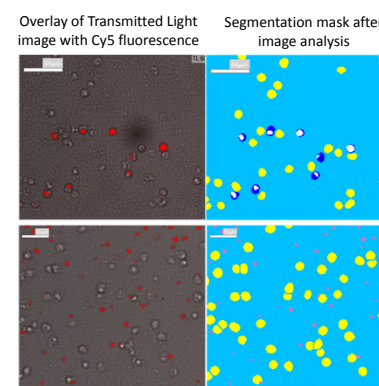 Overlay of Transmitted Light
image with Cy5 fluorescence
Segmentation mask after
image analysis